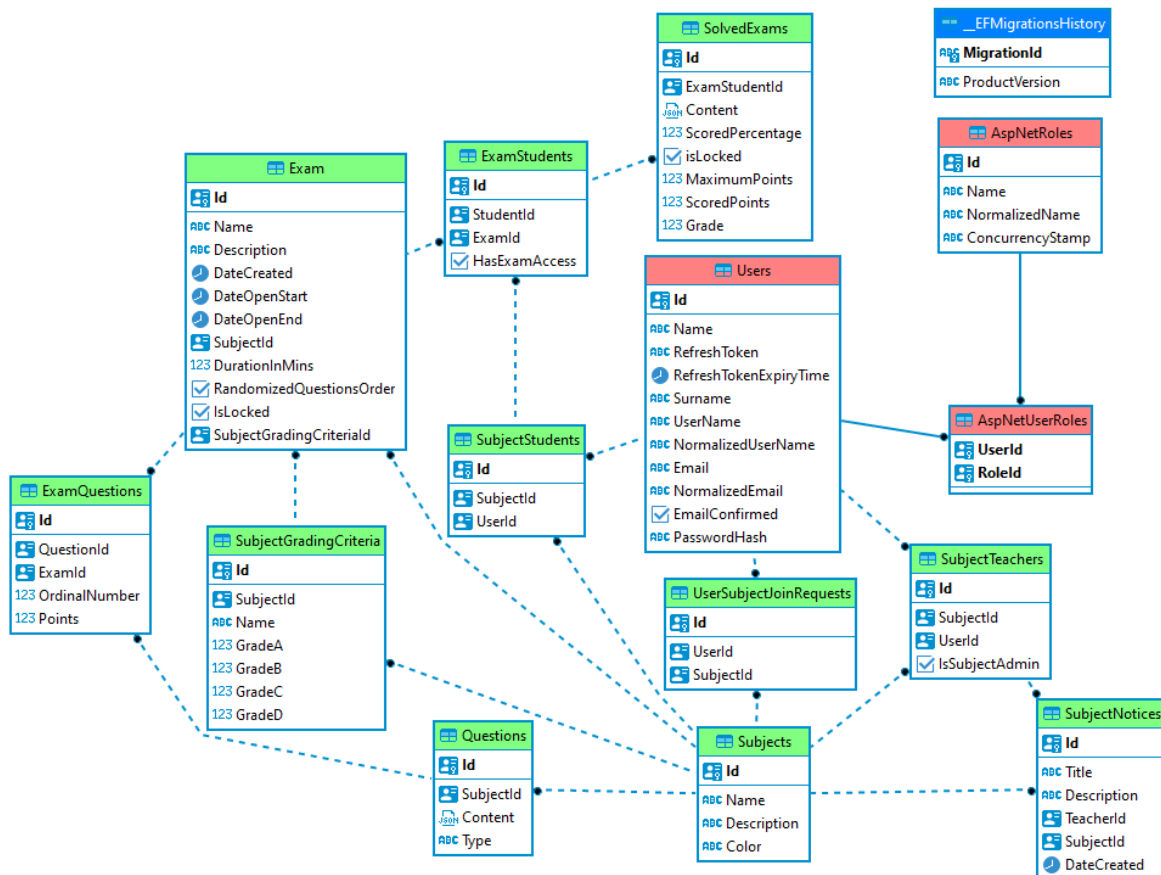 SolvedExams
Id
ExamStudentId
Content
ScoredPercentage
isLocked
MaximumPoints
ScoredPoints
Grade
__EFMigrationsHistory
MigrationId
ProductVersion
AspNetRoles
Id
Name
NormalizedName
ConcurrencyStamp
ExamStudents
Id
StudentId
ExamId
HasExamAccess
Exam
Id
Name
Description
DateCreated
DateOpenStart
DateOpenEnd
SubjectId
DurationInMins
RandomizedQuestionsOrder
IsLocked
SubjectGradingCriteriaId
Users
Id
Name
RefreshToken
RefreshTokenExpiryTime
Surname
UserName
NormalizedUserName
Email
NormalizedEmail
EmailConfirmed
PasswordHash
AspNetUserRoles
UserId
RoleId
SubjectStudents
Id
SubjectId
UserId
ExamQuestions
Id
QuestionId
ExamId
OrdinalNumber
Points
SubjectGradingCriteria
Id
SubjectId
Name
GradeA
GradeB
GradeC
GradeD
UserSubjectJoinRequests
Id
UserId
SubjectId
SubjectTeachers
Id
SubjectId
UserId
IsSubjectAdmin
Questions
Id
SubjectId
Content
Type
Subjects
Id
Name
Description
Color
SubjectNotices
Id
Title
Description
TeacherId
SubjectId
DateCreated